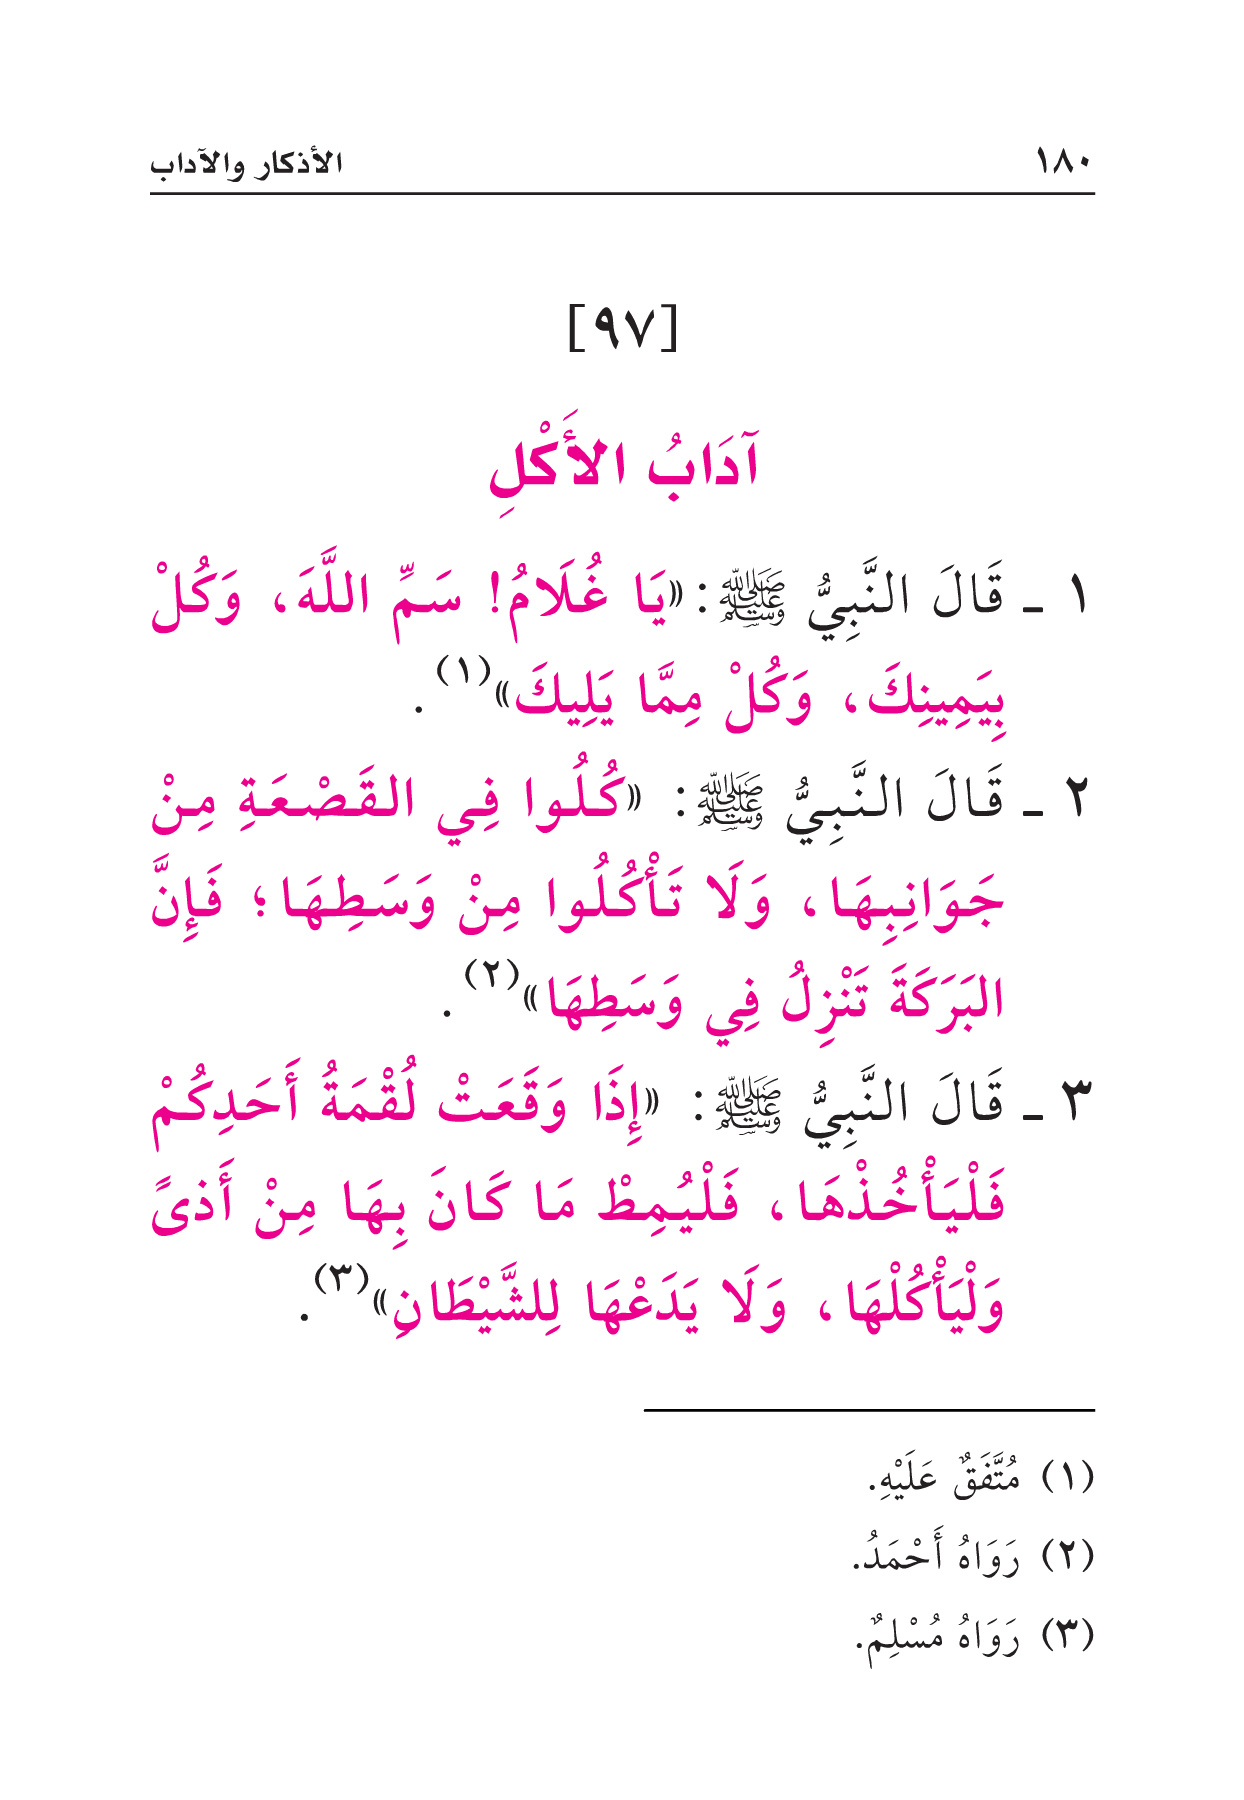 ١٨٠ الأذكار والآداب
[٩٧]
آدَابُ الأَكْلِ
١ ـ قَالَ النَّبِيُّ ﷺ: «يَا غُلَامُ! سَمِّ اللَّهَ، وَكُلْ
بِيَمِينِكَ، وَكُلْ مِمَّا يَلِيكَ»(١).
٢ ـ قَالَ النَّبِيُّ ﷺ: «كُلُوا فِي القَصْعَةِ مِنْ
جَوَانِبِهَا، وَلَا تَأْكُلُوا مِنْ وَسَطِهَا؛ فَإِنَّ
البَرَكَةَ تَنْزِلُ فِي وَسَطِهَا»(٢).
٣ ـ قَالَ النَّبِيُّ ﷺ: «إِذَا وَقَعَتْ لُقْمَةُ أَحَدِكُمْ
فَلْيَأْخُذْهَا، فَلْيُمِطْ مَا كَانَ بِهَا مِنْ أَذىً
وَلْيَأْكُلْهَا، وَلَا يَدَعْهَا لِلشَّيْطَانِ»(٣).
(١) مُتَّفَقٌ عَلَيْهِ.
(٢) رَوَاهُ أَحْمَدُ.
(٣) رَوَاهُ مُسْلِمٌ.